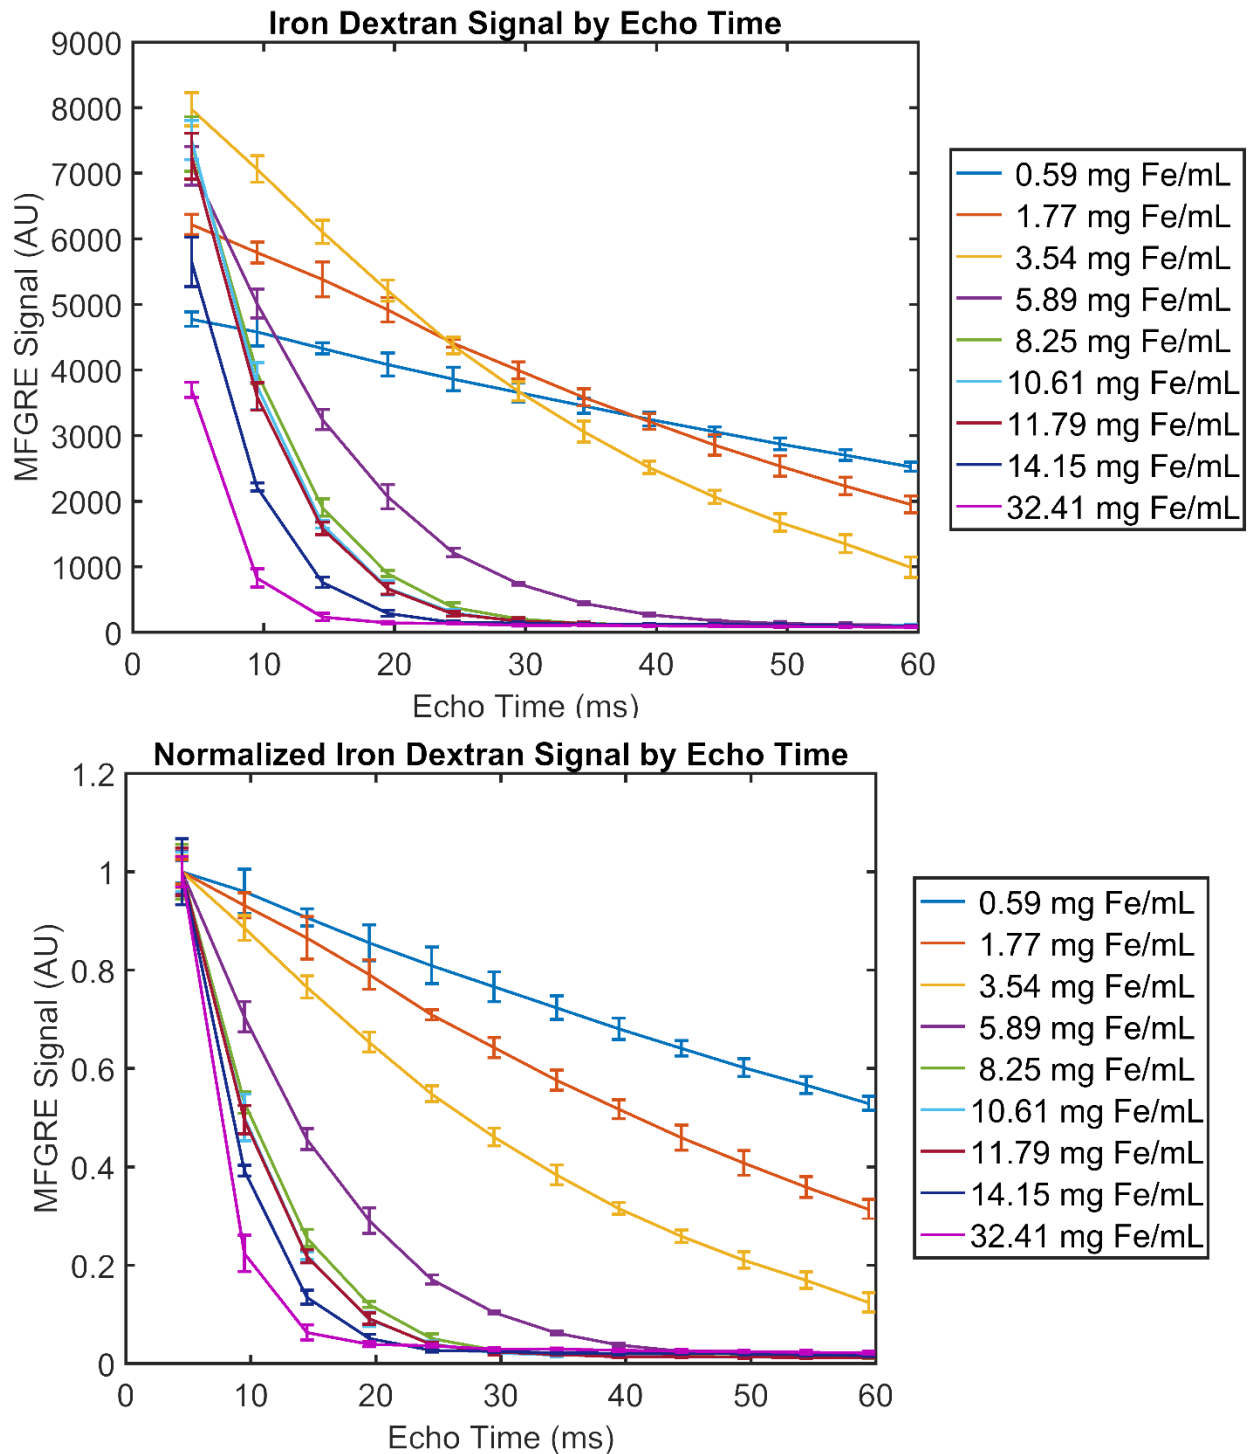 Iron Dextran Signal by Echo Time
9000
8000
7000
6000
5000
4000
3000
2000
1000
0
MFGRE Signal (AU)
0 10 20 30 40 50 60
Echo Time (ms)
0.59 mg Fe/mL
1.77 mg Fe/mL
3.54 mg Fe/mL
5.89 mg Fe/mL
8.25 mg Fe/mL
10.61 mg Fe/mL
11.79 mg Fe/mL
14.15 mg Fe/mL
32.41 mg Fe/mL
Normalized Iron Dextran Signal by Echo Time
1.2
1
0.8
0.6
0.4
0.2
0
MFGRE Signal (AU)
0 10 20 30 40 50 60
Echo Time (ms)
0.59 mg Fe/mL
1.77 mg Fe/mL
3.54 mg Fe/mL
5.89 mg Fe/mL
8.25 mg Fe/mL
10.61 mg Fe/mL
11.79 mg Fe/mL
14.15 mg Fe/mL
32.41 mg Fe/mL